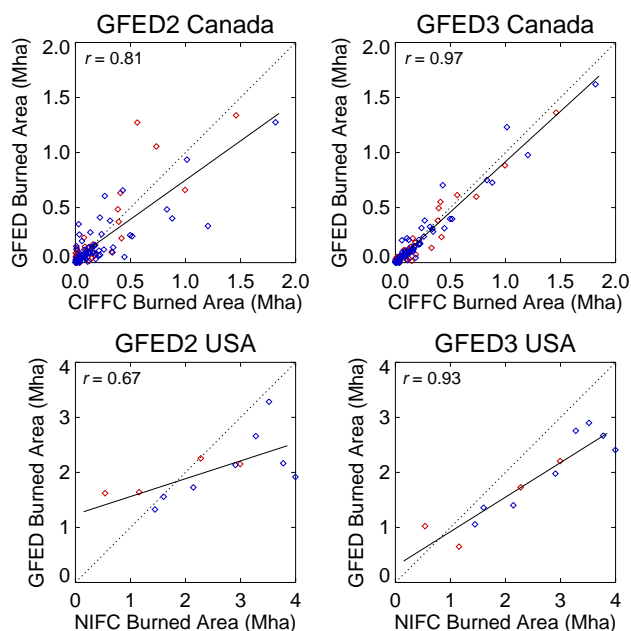 GFED2 Canada
GFED3 Canada
2.0
1.5
1.0
0.5
0.0
GFED Burned Area (Mha)
r = 0.81
0.0 0.5 1.0 1.5 2.0
CIFFC Burned Area (Mha)
2.0
1.5
1.0
0.5
0.0
GFED Burned Area (Mha)
r = 0.97
0.0 0.5 1.0 1.5 2.0
CIFFC Burned Area (Mha)
GFED2 USA
GFED3 USA
4
3
2
1
0
GFED Burned Area (Mha)
r = 0.67
0 1 2 3 4
NIFC Burned Area (Mha)
4
3
2
1
0
GFED Burned Area (Mha)
r = 0.93
0 1 2 3 4
NIFC Burned Area (Mha)